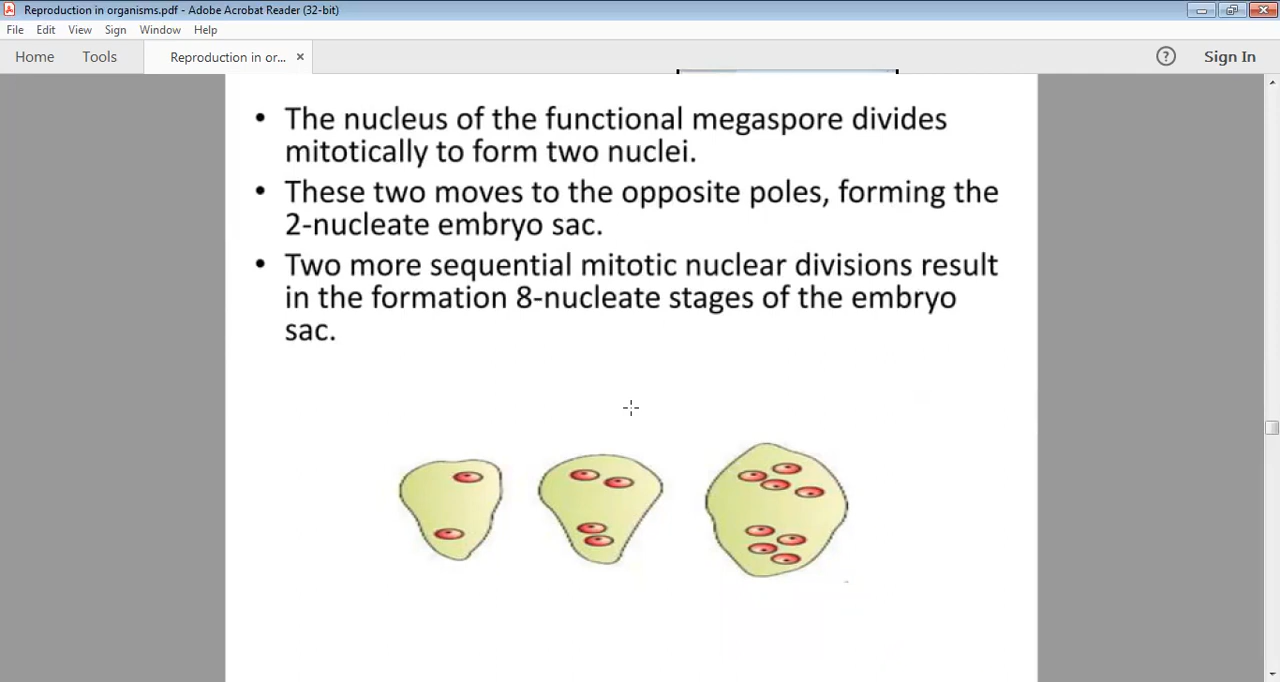 Reproduction in organisms.pdf - Adobe Acrobat Reader (32-bit)
File Edit View Sign Window Help
Home Tools Reproduction in or... × ? Sign In
• The nucleus of the functional megaspore divides
mitotically to form two nuclei.
• These two moves to the opposite poles, forming the
2-nucleate embryo sac.
• Two more sequential mitotic nuclear divisions result
in the formation 8-nucleate stages of the embryo
sac.